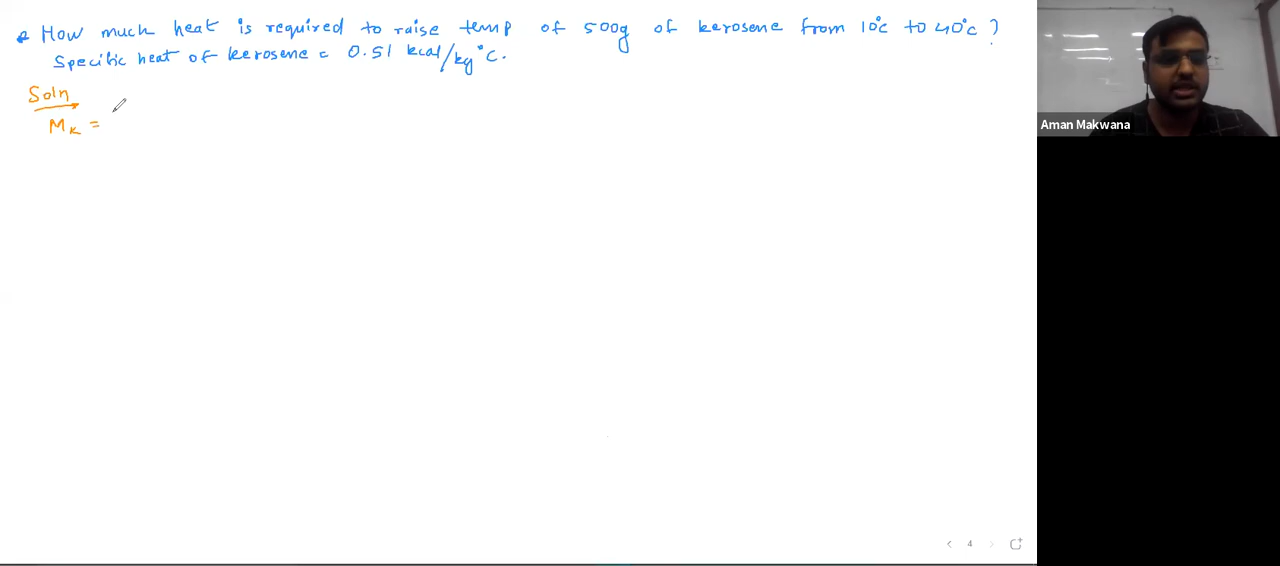 How much heat is required to raise temp of 500g of kerosene from 10°c to 40°c ?
Specific heat of kerosene = 0.51 kcal/kg°C.
Soln
MK =
Aman Makwana
4